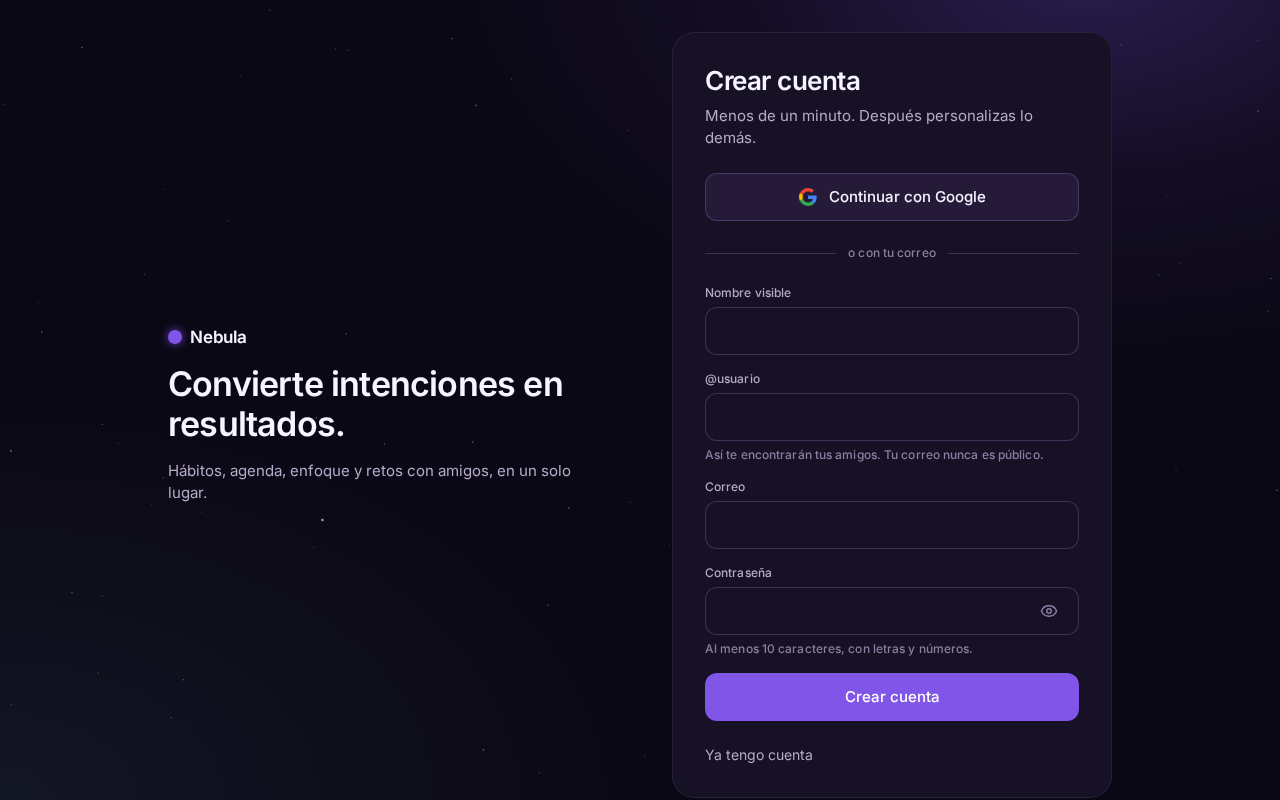 Nebula
Convierte intenciones en
resultados.
Hábitos, agenda, enfoque y retos con amigos, en un solo
lugar.
Crear cuenta
Menos de un minuto. Después personalizas lo
demás.
Continuar con Google
o con tu correo
Nombre visible
@usuario
Así te encontrarán tus amigos. Tu correo nunca es público.
Correo
Contraseña
Al menos 10 caracteres, con letras y números.
Crear cuenta
Ya tengo cuenta